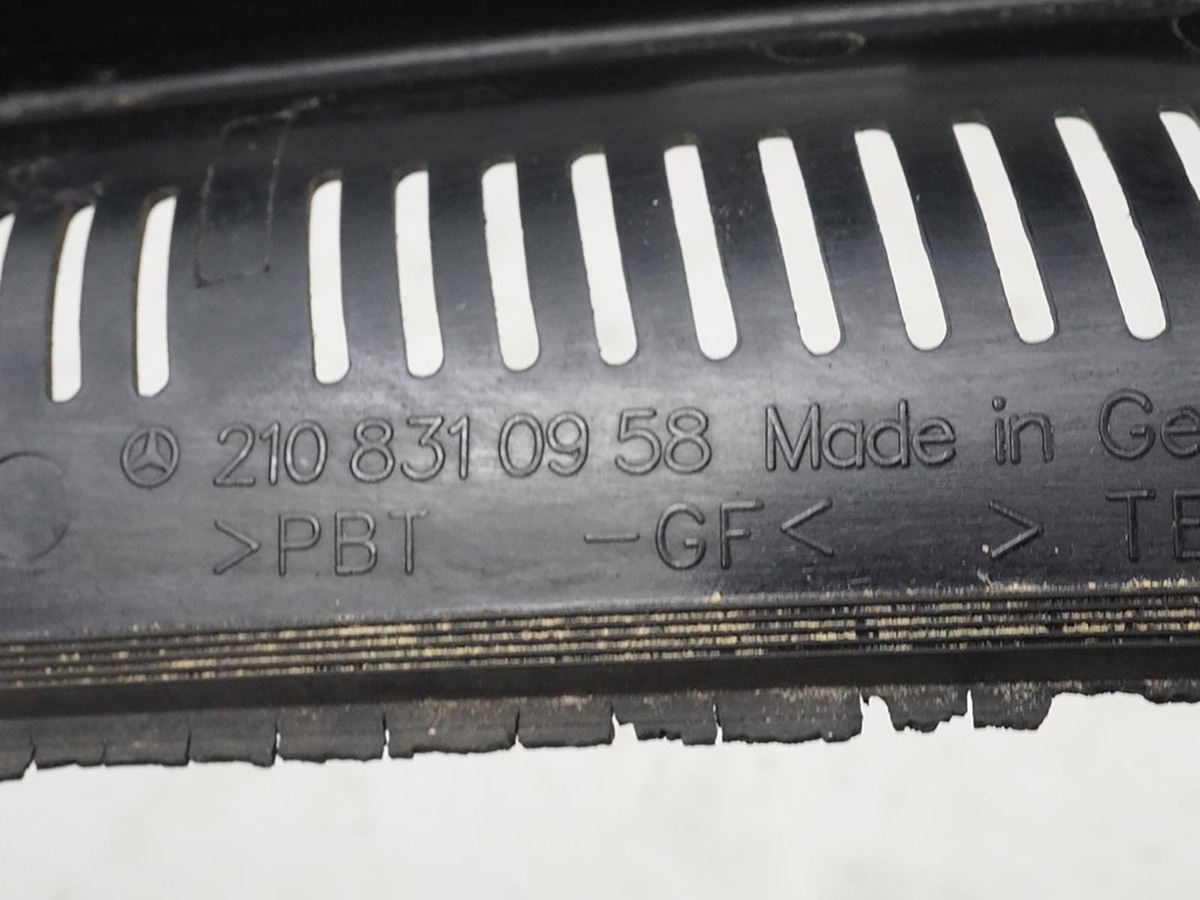 210 831 09 58 Made in Ge
>PBT -GF< > TE